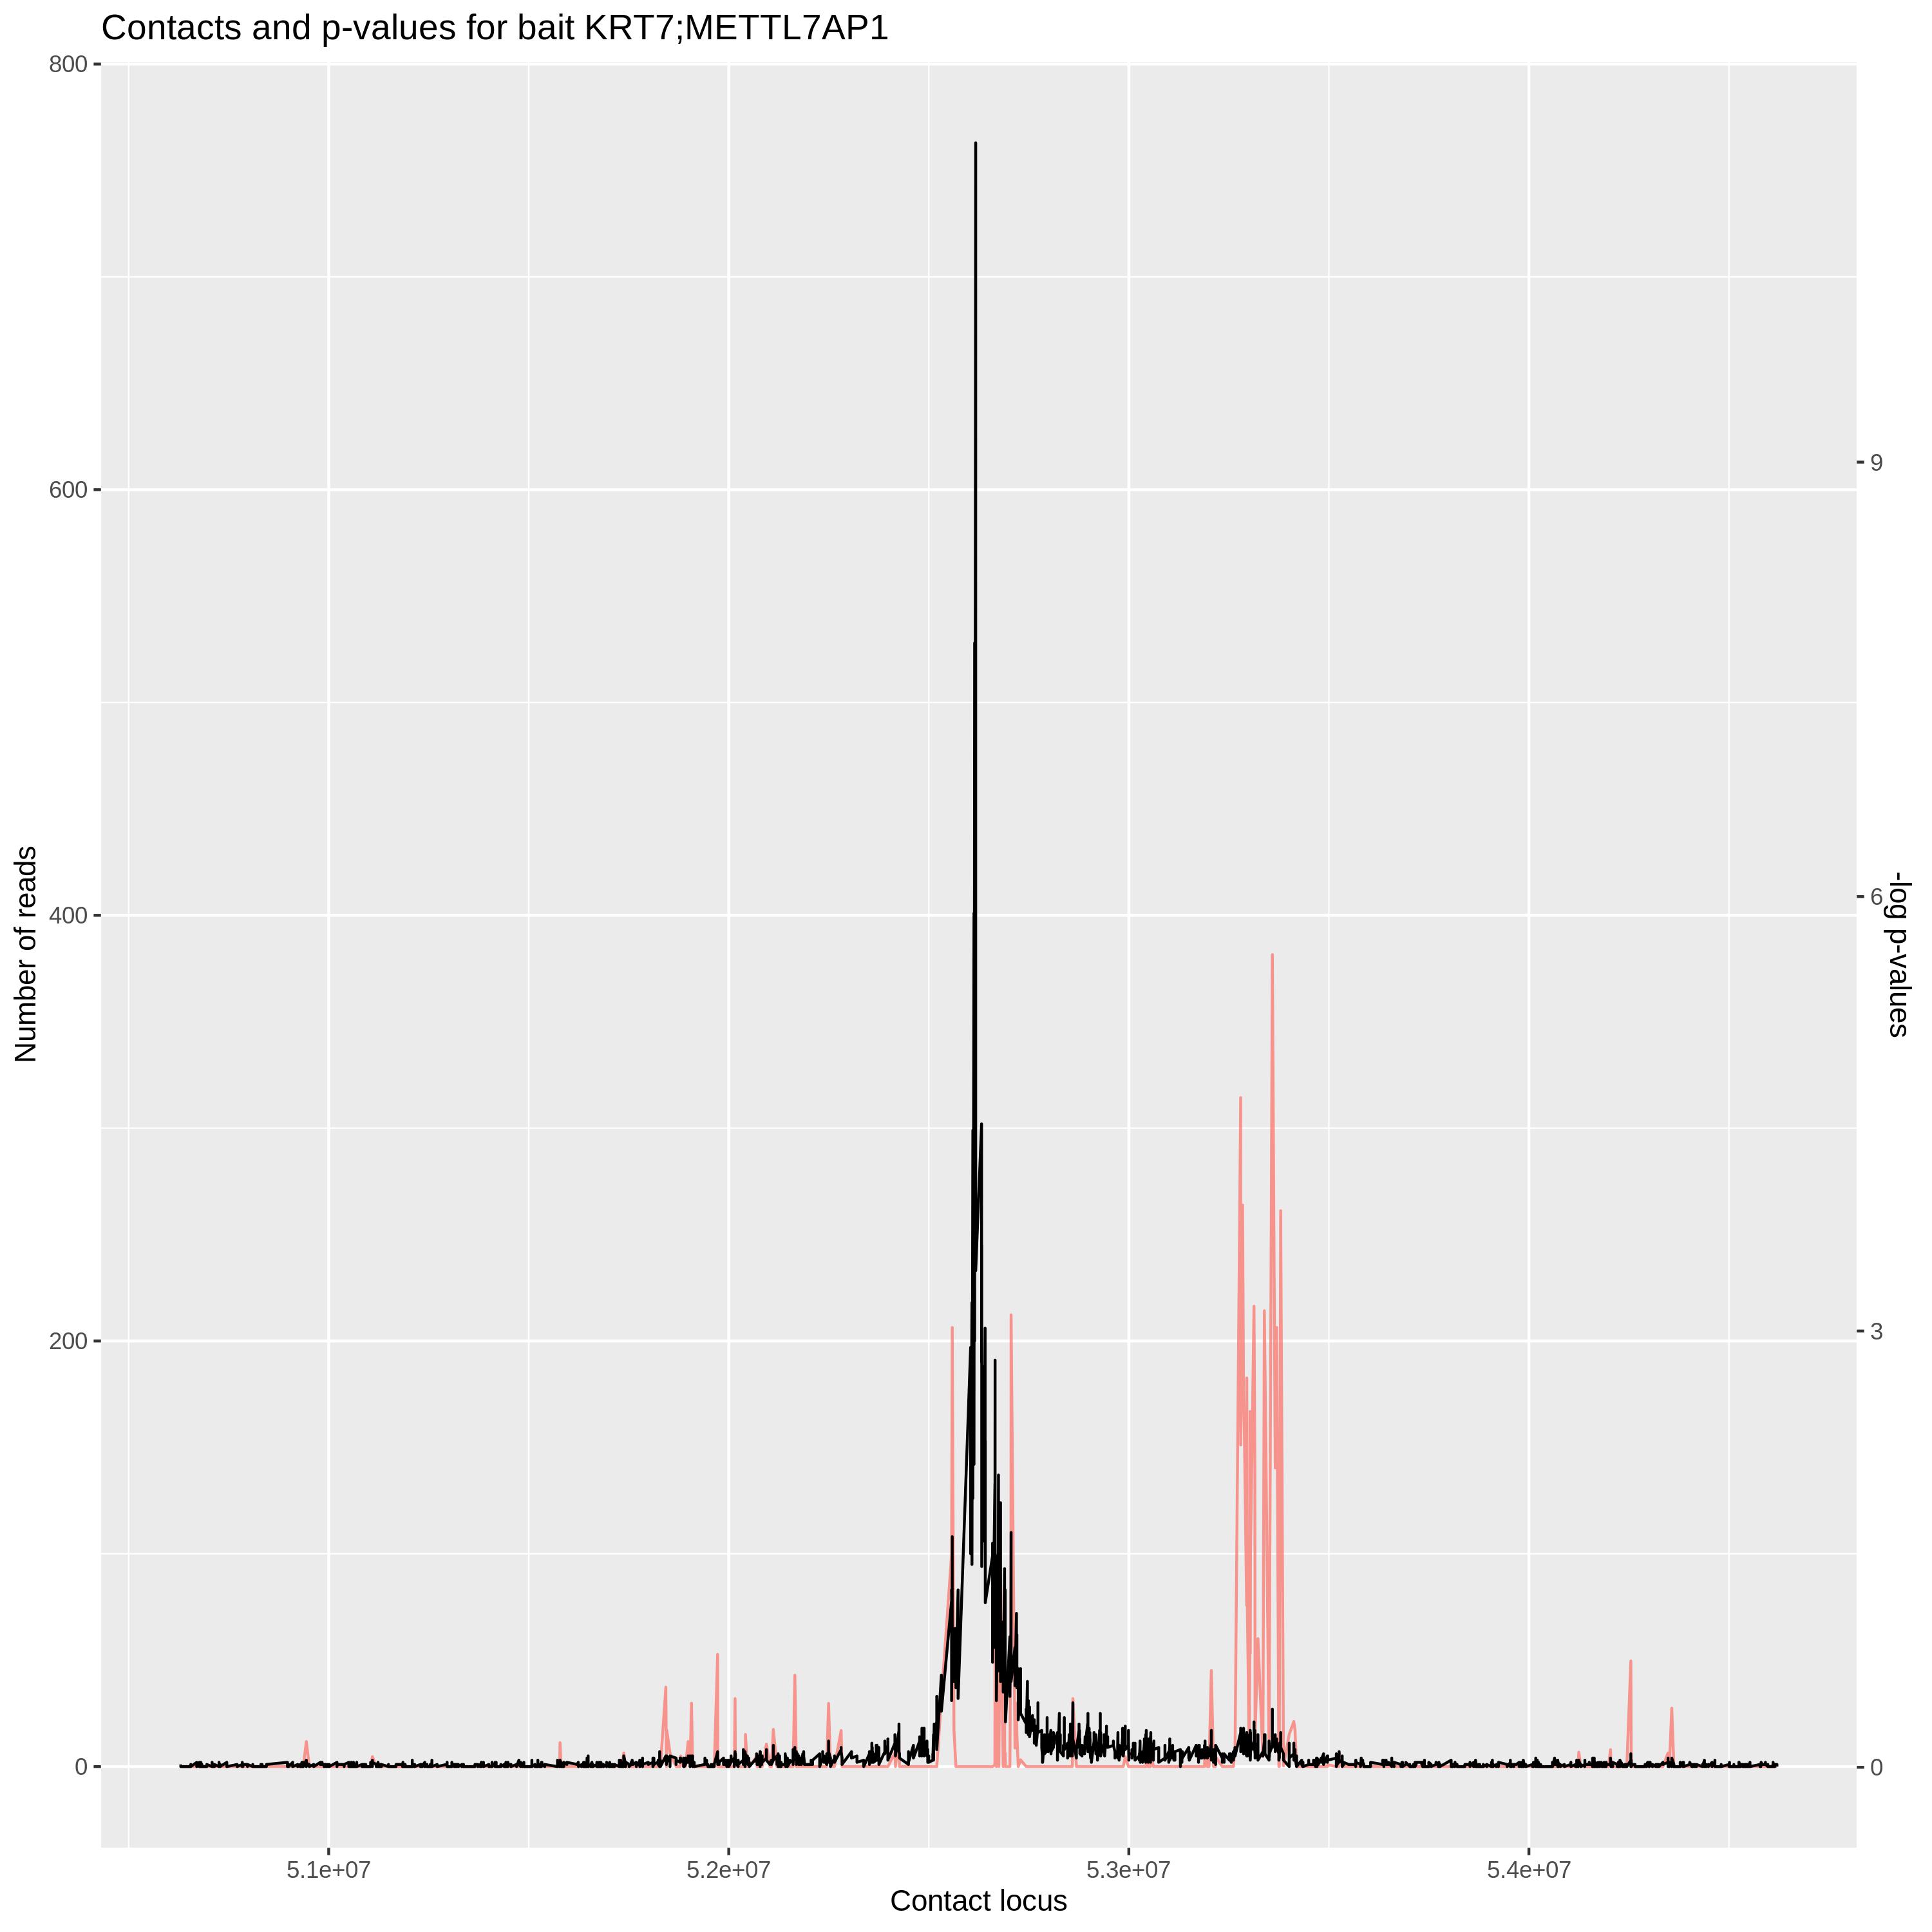 Contacts and p-values for bait KRT7;METTL7AP1
800
600
400
200
0
Number of reads
9
6
3
0
-log p-values
5.1e+07
5.2e+07
5.3e+07
5.4e+07
Contact locus